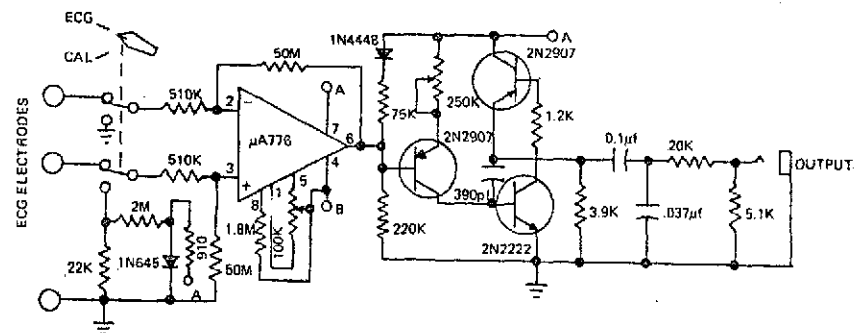 ECG
CAL
ECG ELECTRODES
510K
510K
50M
2
3
−
+
µA776
A
7
6
4
B
8
1
5
1.8M
100K
50M
2M
910
1N645
A
22K
1N4448
75K
220K
250K
2N2907
2N2907
A
1.2K
390pf
2N2222
3.9K
0.1µf
.037µf
20K
5.1K
OUTPUT